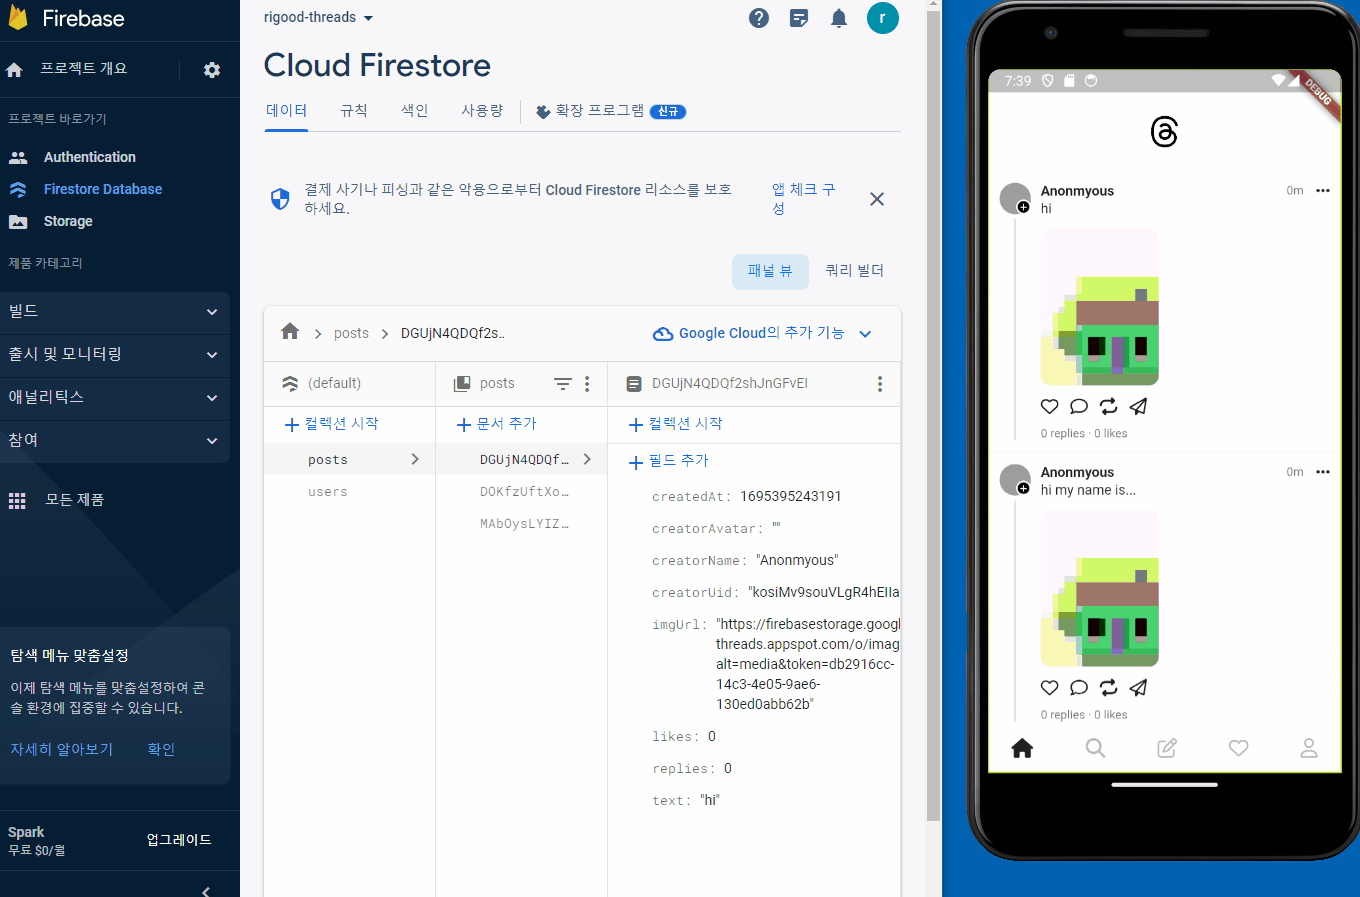 Firebase
프로젝트 개요
프로젝트 바로가기
Authentication
Firestore Database
Storage
제품 카테고리
빌드
출시 및 모니터링
애널리틱스
참여
모든 제품
탐색 메뉴 맞춤설정
이제 탐색 메뉴를 맞춤설정하여 콘
솔 환경에 집중할 수 있습니다.
자세히 알아보기 확인
Spark
무료 $0/월
업그레이드
rigood-threads
r
Cloud Firestore
데이터 규칙 색인 사용량 확장 프로그램 신규
결제 사기나 피싱과 같은 악용으로부터 Cloud Firestore 리소스를 보호
하세요.
앱 체크 구
성
패널 뷰 쿼리 빌더
posts DGUjN4QDQf2s..
Google Cloud의 추가 기능
(default)
컬렉션 시작
posts
users
posts
문서 추가
DGUjN4QDQf…
DOKfzUftXo…
MAbOysLYIZ…
DGUjN4QDQf2shJnGFvEI
컬렉션 시작
필드 추가
createdAt: 1695395243191
creatorAvatar: ""
creatorName: "Anonmyous"
creatorUid: "kosiMv9souVLgR4hEIIa
imgUrl: "https://firebasestorage.googl
threads.appspot.com/o/imag
alt=media&token=db2916cc-
14c3-4e05-9ae6-
130ed0abb62b"
likes: 0
replies: 0
text: "hi"
7:39
DEBUG
Anonmyous 0m
hi
0 replies · 0 likes
Anonmyous 0m
hi my name is...
0 replies · 0 likes